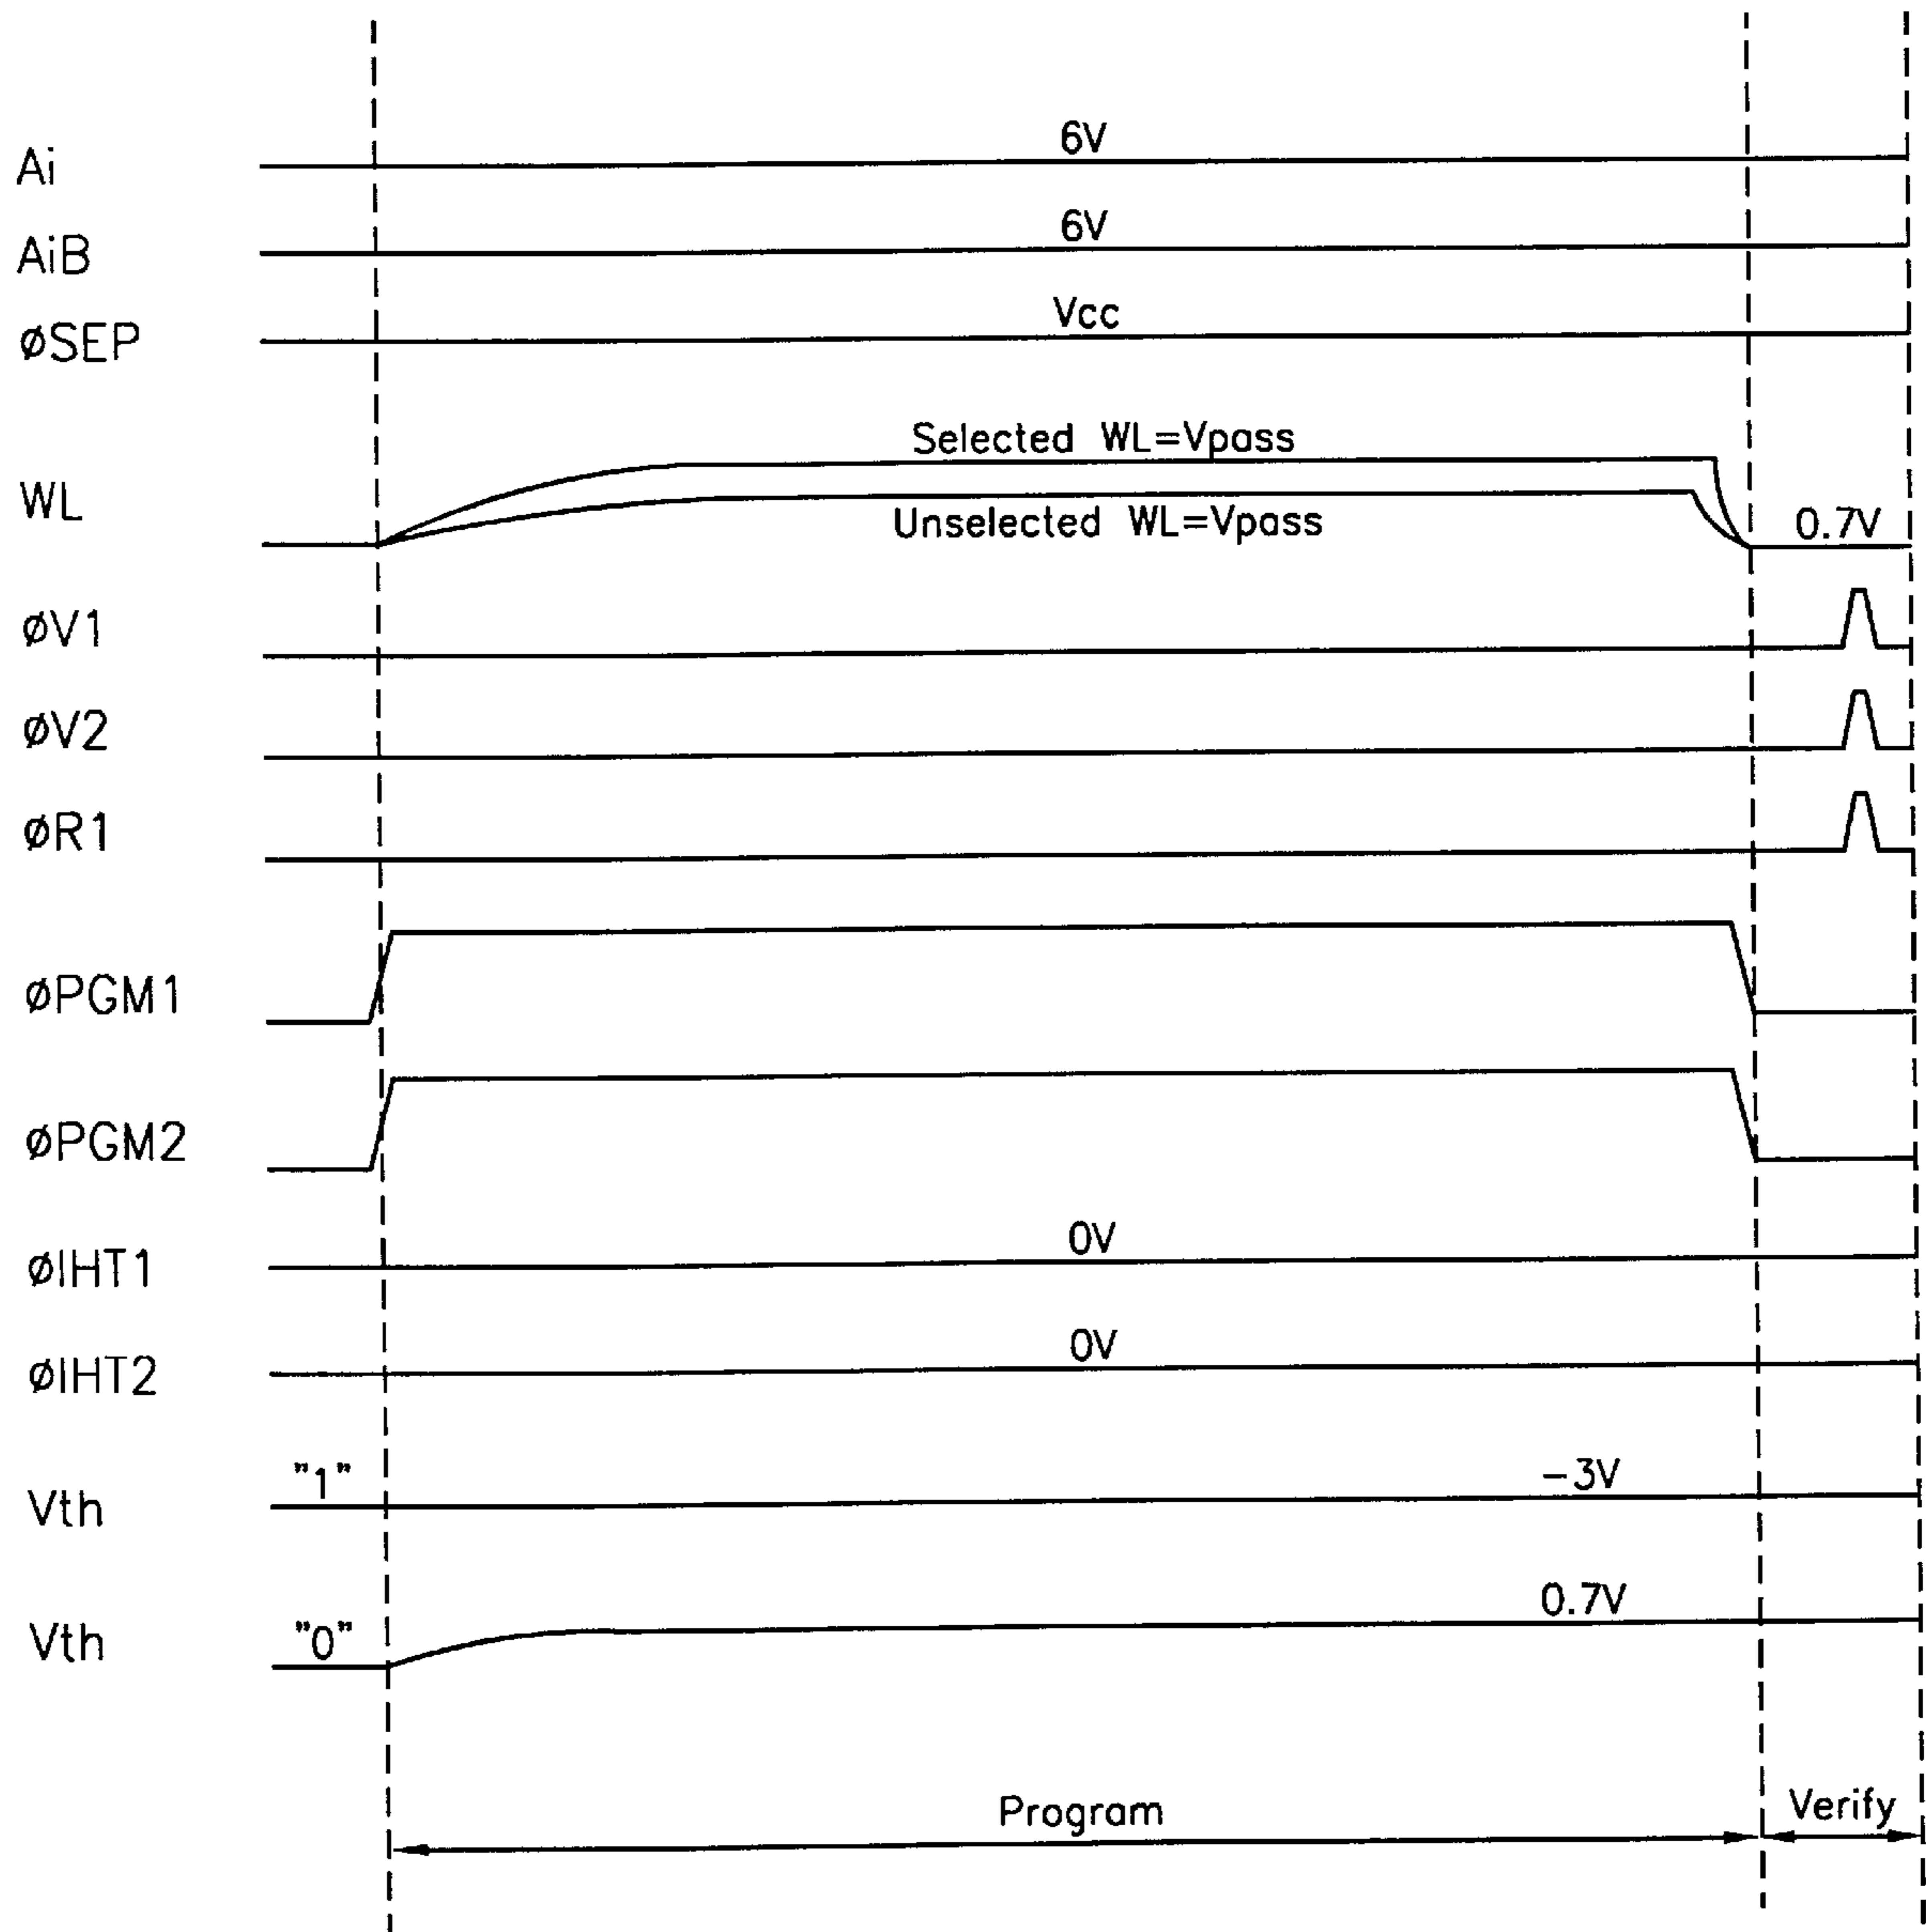 Ai 6V
AiB 6V
øSEP Vcc
Selected WL=Vpass
WL
Unselected WL=Vpass 0.7V
øV1
øV2
øR1
øPGM1
øPGM2
øIHT1 0V
øIHT2 0V
Vth "1" -3V
Vth "0" 0.7V
Program Verify